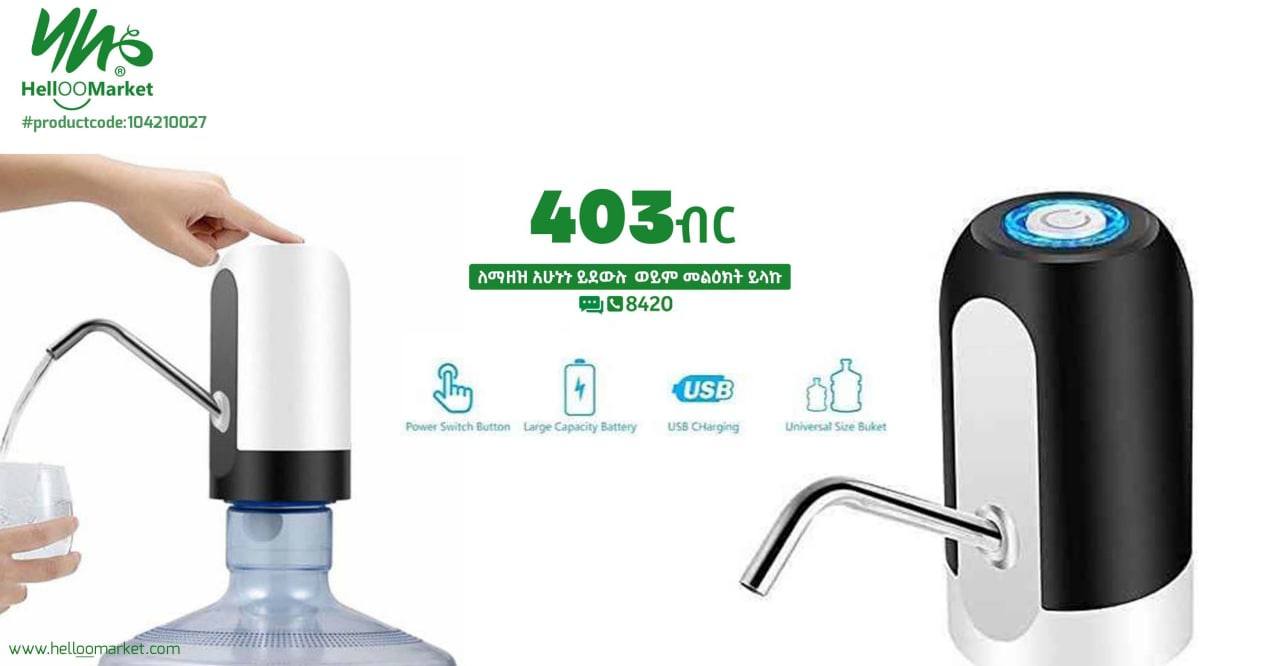 ሃሎ
HellOOMarket
#productcode:104210027
403ብር
ለማዘዝ አሁኑኑ ይደውሉ ወይም መልዕክት ይላኩ
8420
USB
Power Switch Button
Large Capacity Battery
USB CHarging
Universal Size Buket
www.helloomarket.com